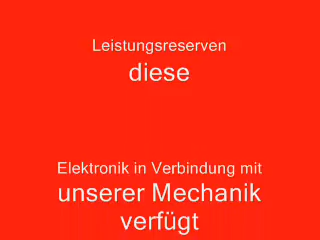 Leistungsreserven
diese
Elektronik in Verbindung mit
unserer Mechanik
verfügt